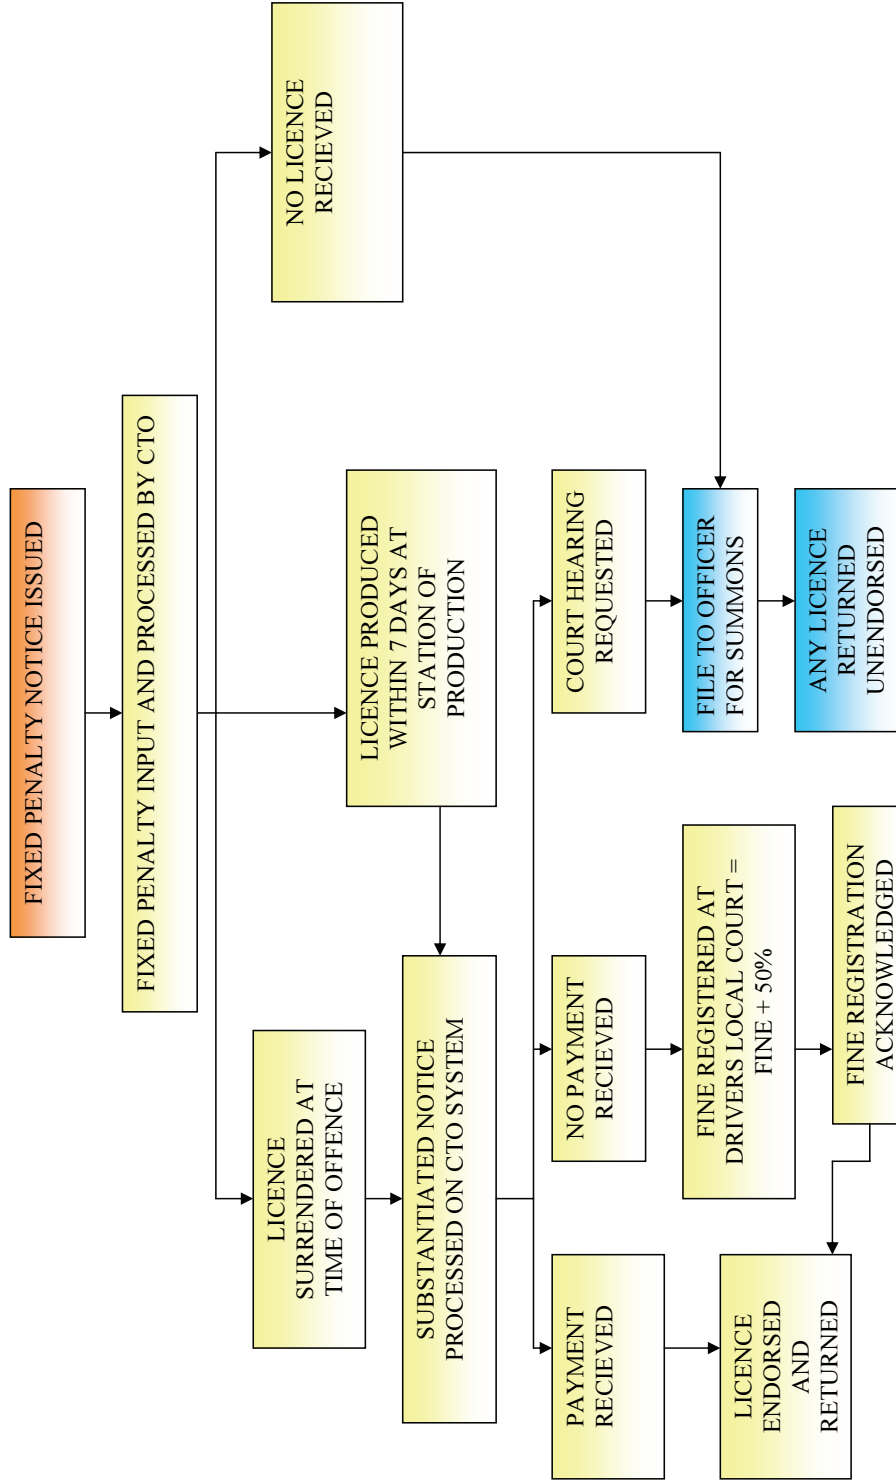 FIXED PENALTY NOTICE ISSUED
FIXED PENALTY INPUT AND PROCESSED BY CTO
LICENCE
SURRENDERED AT
TIME OF OFFENCE
LICENCE PRODUCED
WITHIN 7 DAYS AT
STATION OF
PRODUCTION
NO LICENCE
RECIEVED
SUBSTANTIATED NOTICE
PROCESSED ON CTO SYSTEM
PAYMENT
RECIEVED
NO PAYMENT
RECIEVED
COURT HEARING
REQUESTED
LICENCE
ENDORSED
AND
RETURNED
FINE REGISTERED AT
DRIVERS LOCAL COURT =
FINE + 50%
FILE TO OFFICER
FOR SUMMONS
FINE REGISTRATION
ACKNOWLEDGED
ANY LICENCE
RETURNED
UNENDORSED